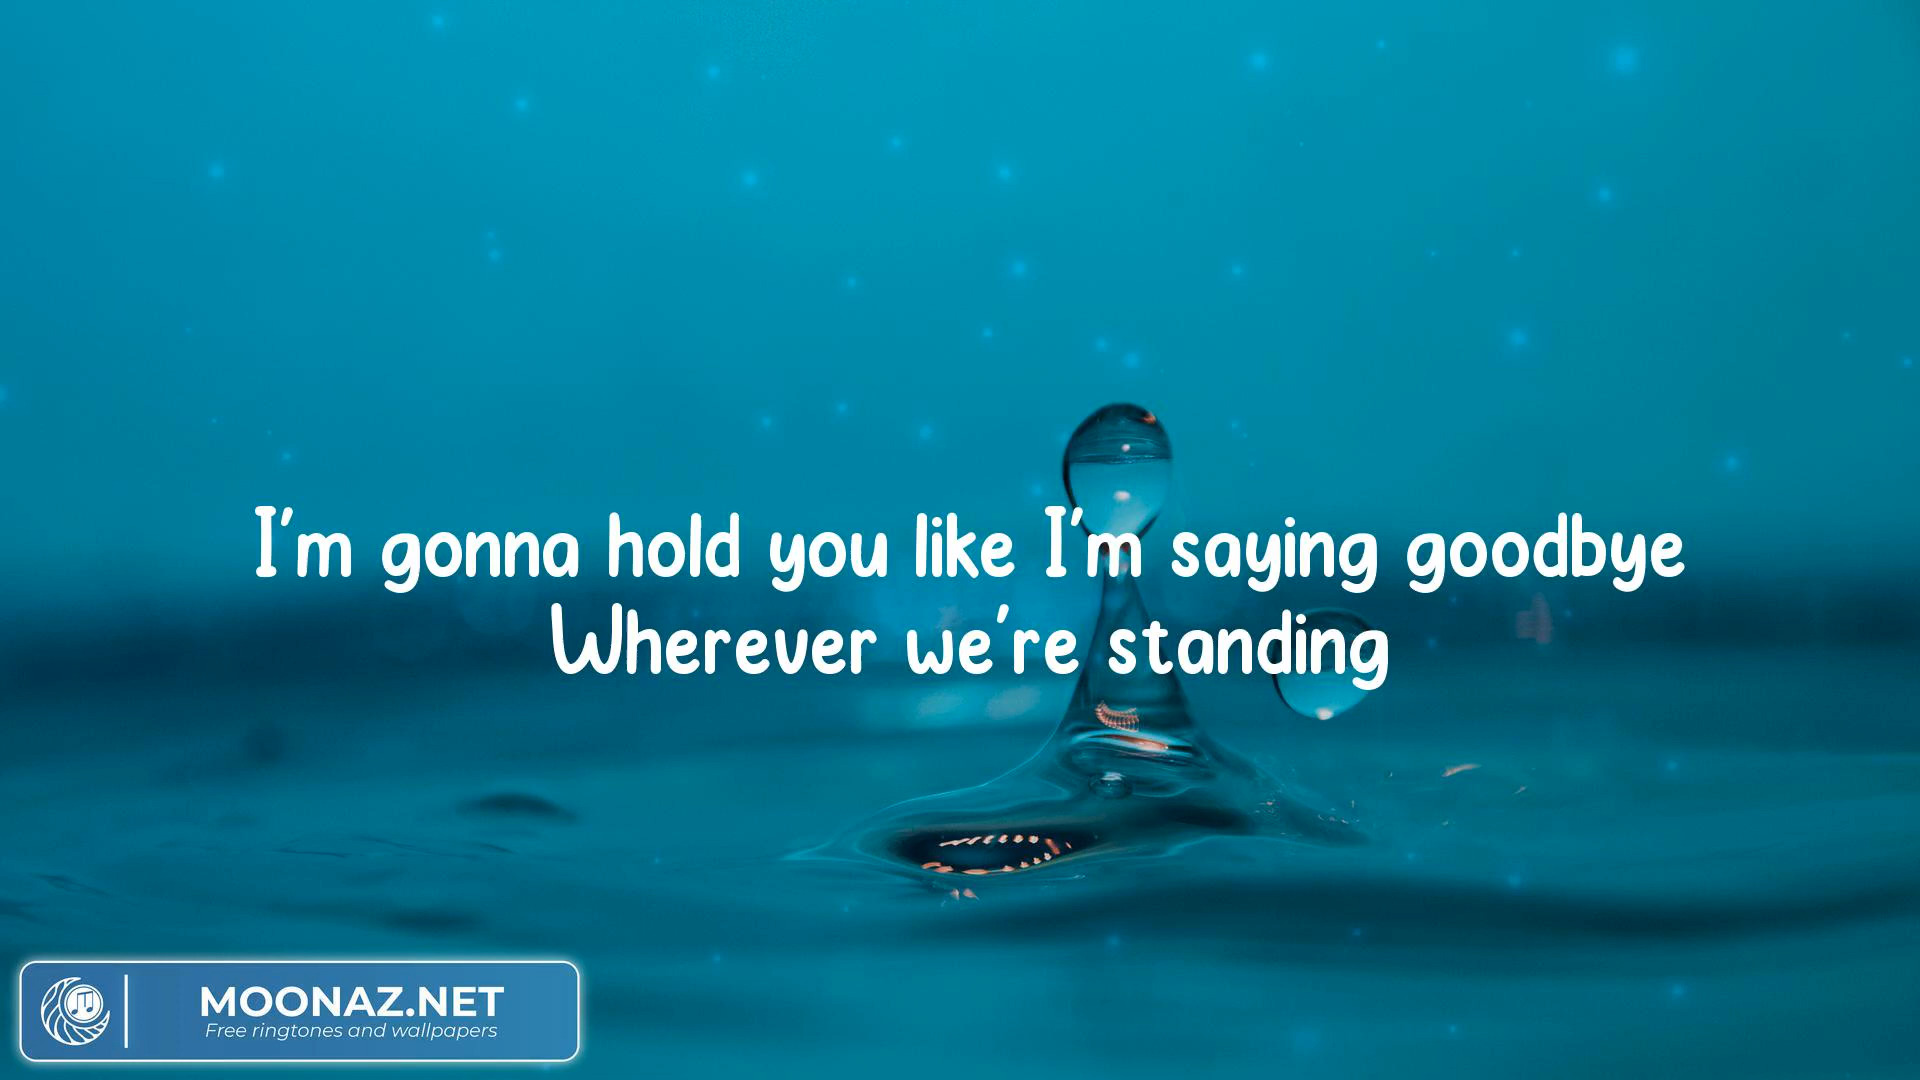 I'm gonna hold you like I'm saying goodbye
Wherever we're standing
MOONAZ.NET
Free ringtones and wallpapers